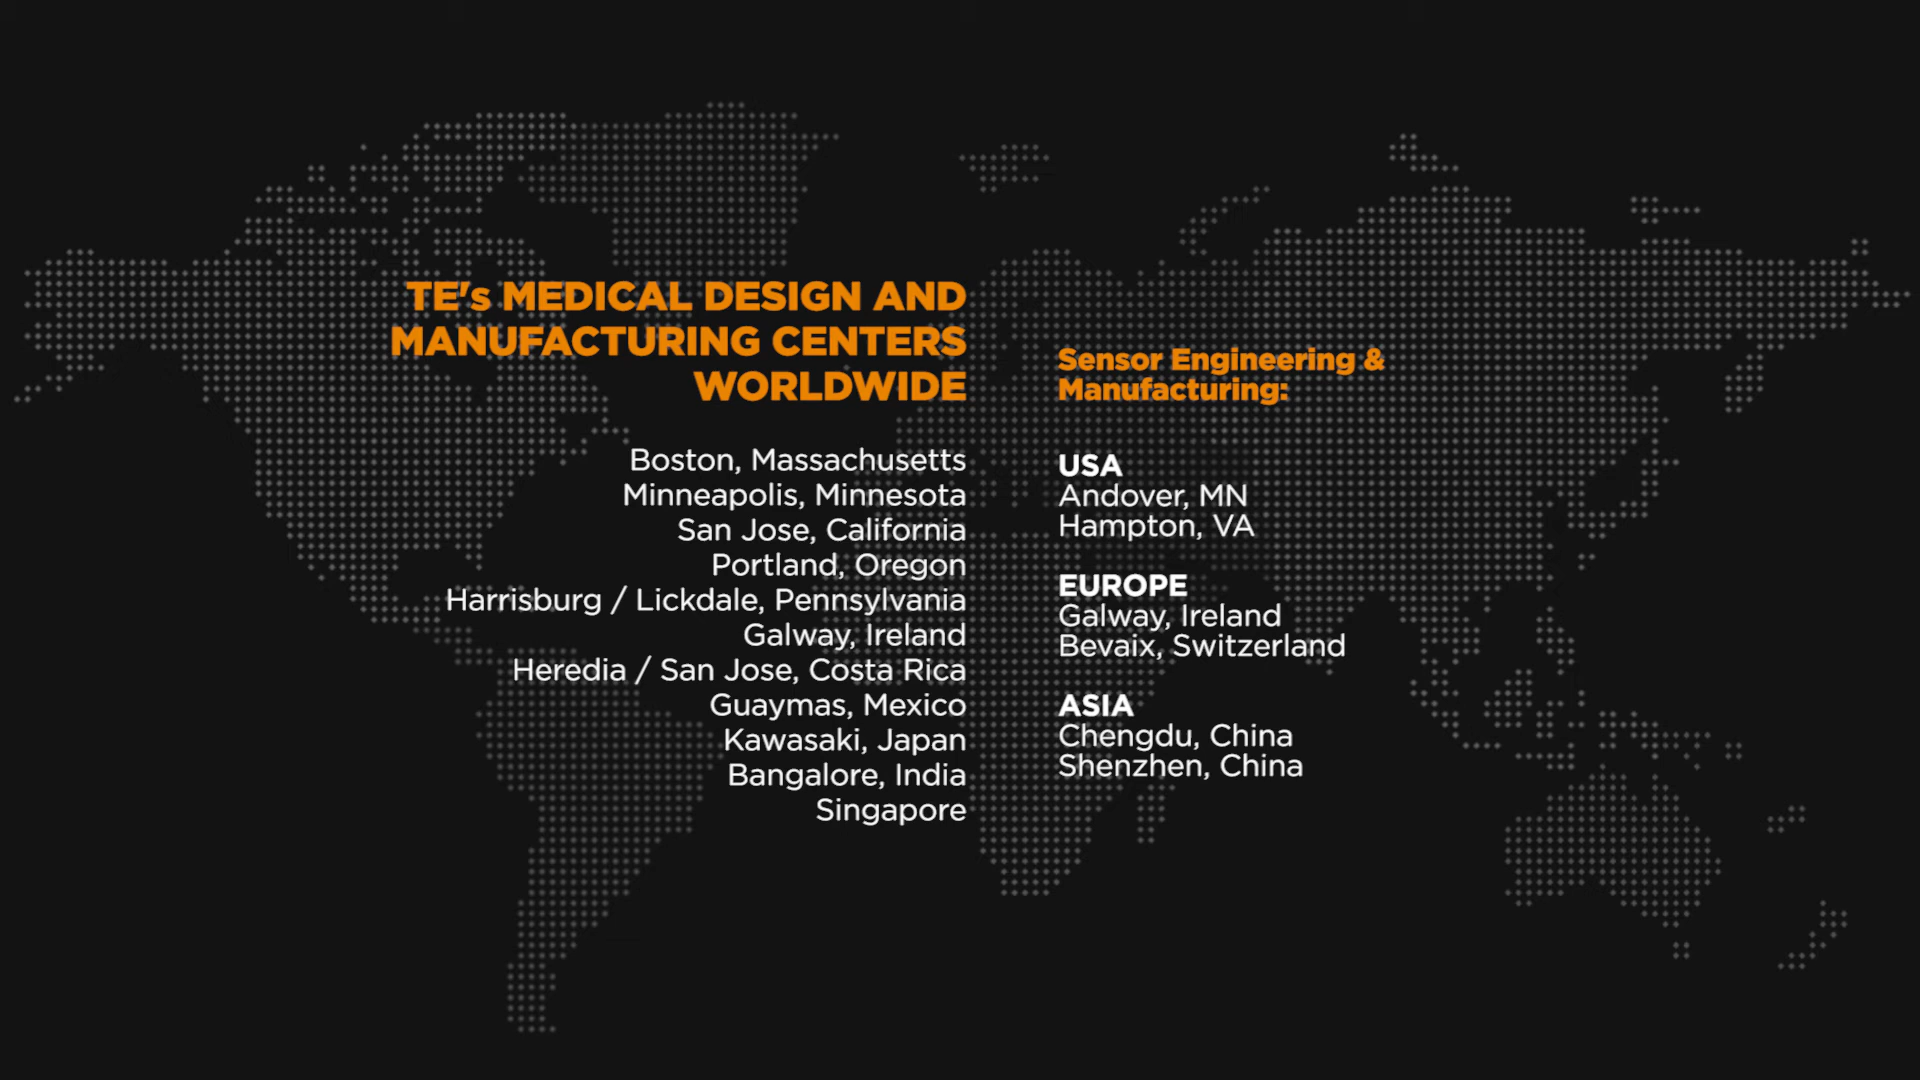 TE's MEDICAL DESIGN AND
MANUFACTURING CENTERS
WORLDWIDE
Boston, Massachusetts
Minneapolis, Minnesota
San Jose, California
Portland, Oregon
Harrisburg / Lickdale, Pennsylvania
Galway, Ireland
Heredia / San Jose, Costa Rica
Guaymas, Mexico
Kawasaki, Japan
Bangalore, India
Singapore
Sensor Engineering &
Manufacturing:
USA
Andover, MN
Hampton, VA
EUROPE
Galway, Ireland
Bevaix, Switzerland
ASIA
Chengdu, China
Shenzhen, China